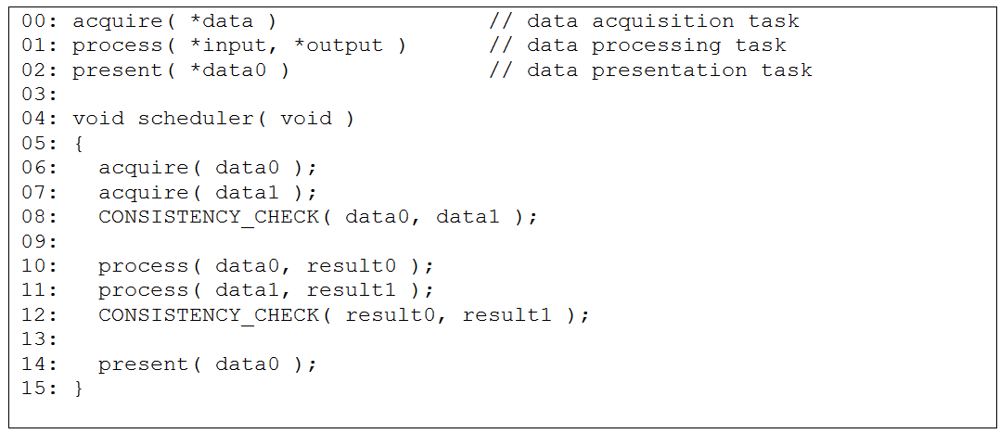 00: acquire( *data )                // data acquisition task
01: process( *input, *output )      // data processing task
02: present( *data0 )               // data presentation task
03:
04: void scheduler( void )
05: {
06:   acquire( data0 );
07:   acquire( data1 );
08:   CONSISTENCY_CHECK( data0, data1 );
09:
10:   process( data0, result0 );
11:   process( data1, result1 );
12:   CONSISTENCY_CHECK( result0, result1 );
13:
14:   present( data0 );
15: }